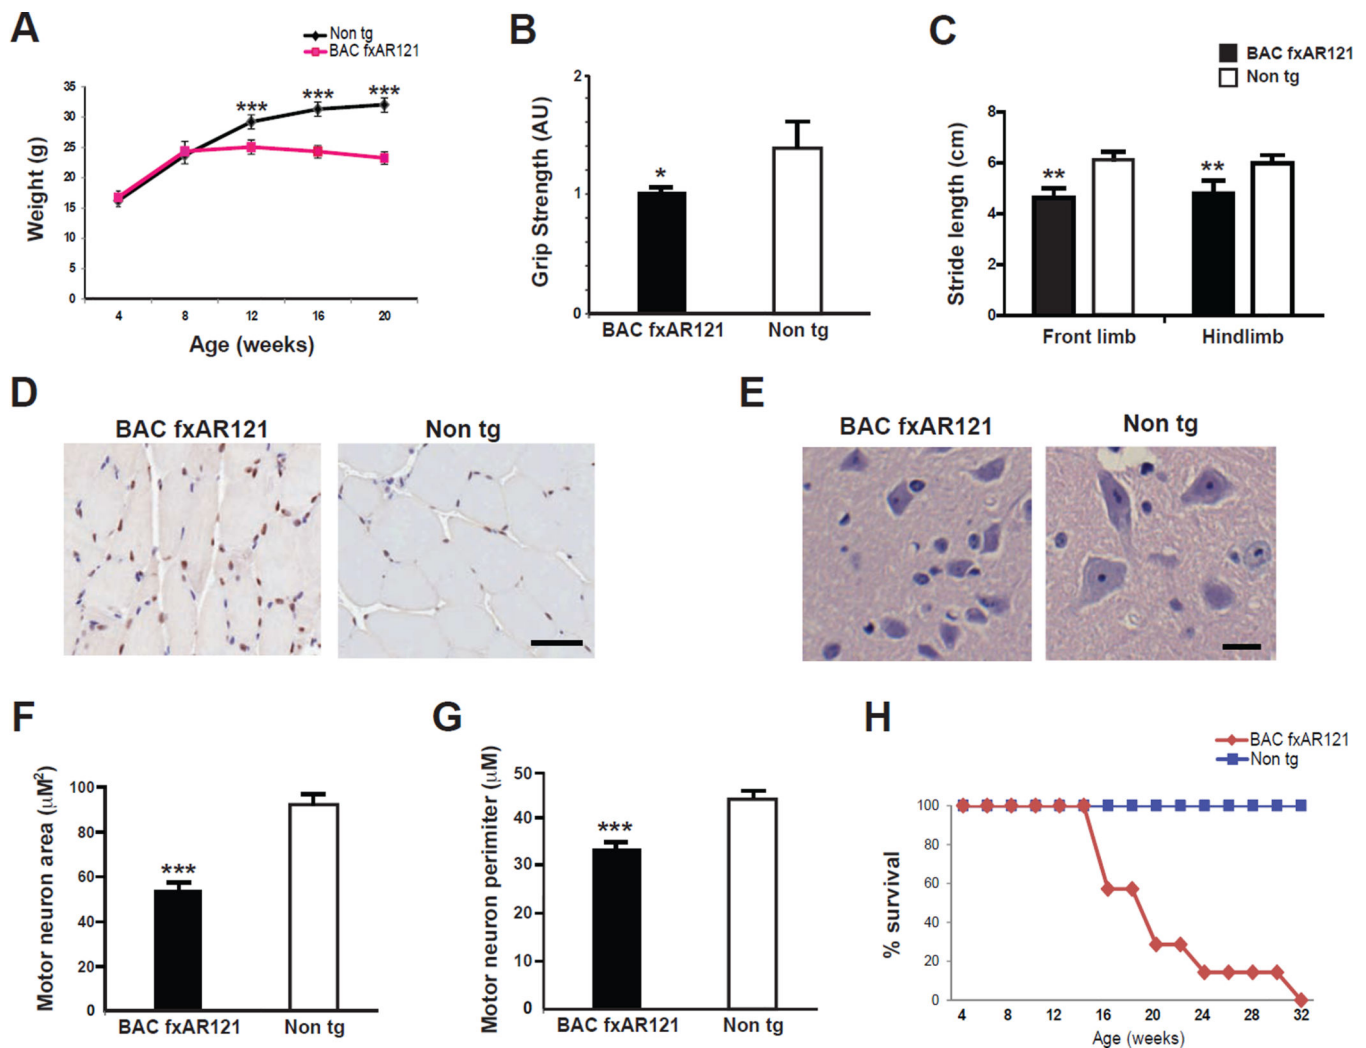 A
Non tg
BAC fxAR121
35
30
25
20
15
10
5
0
***
***
***
4 8 12 16 20
Weight (g)
Age (weeks)
B
2
1
0
*
Grip Strength (AU)
BAC fxAR121 Non tg
C
BAC fxAR121
Non tg
8
6
4
2
0
**
**
Stride length (cm)
Front limb Hindlimb
D
BAC fxAR121 Non tg
E
BAC fxAR121 Non tg
F
100
80
60
40
20
0
***
Motor neuron area (µM²)
BAC fxAR121 Non tg
G
50
40
30
20
10
0
***
Motor neuron perimiter (µM)
BAC fxAR121 Non tg
H
BAC fxAR121
Non tg
100
80
60
40
20
0
% survival
4 8 12 16 20 24 28 32
Age (weeks)